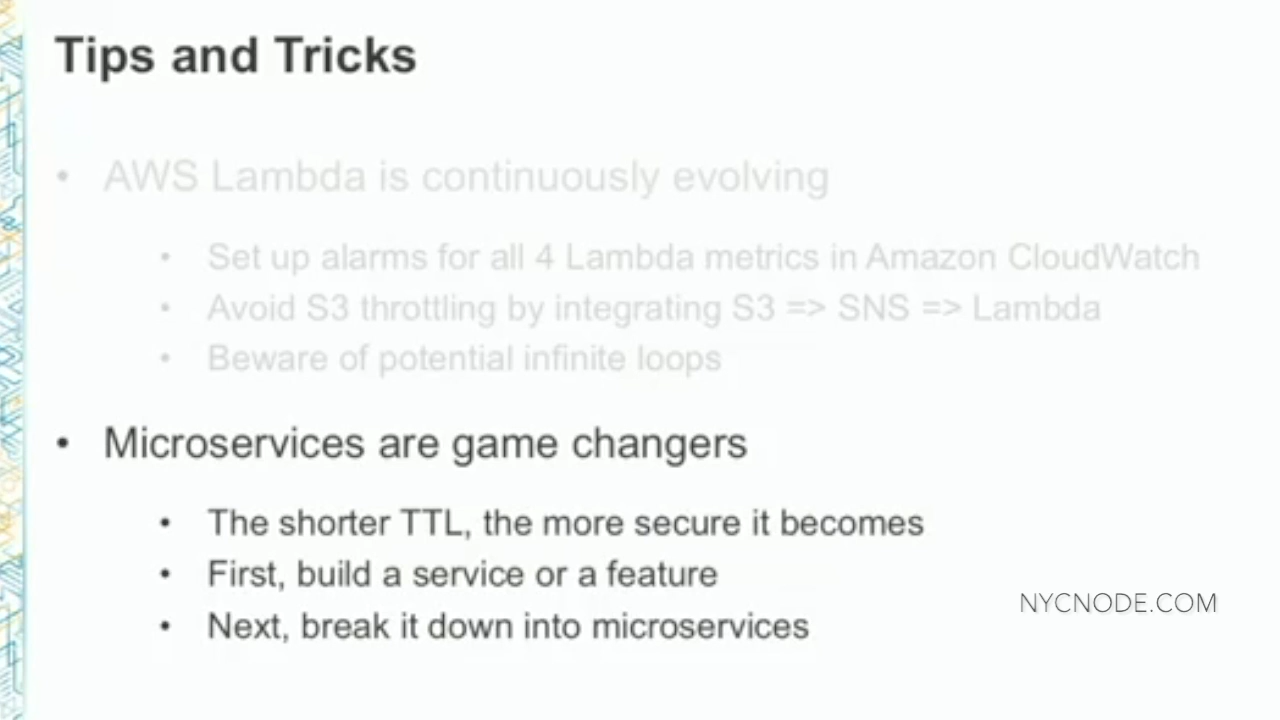 Tips and Tricks
• AWS Lambda is continuously evolving
• Set up alarms for all 4 Lambda metrics in Amazon CloudWatch
• Avoid S3 throttling by integrating S3 => SNS => Lambda
• Beware of potential infinite loops
• Microservices are game changers
• The shorter TTL, the more secure it becomes
• First, build a service or a feature
• Next, break it down into microservices
NYCNODE.COM